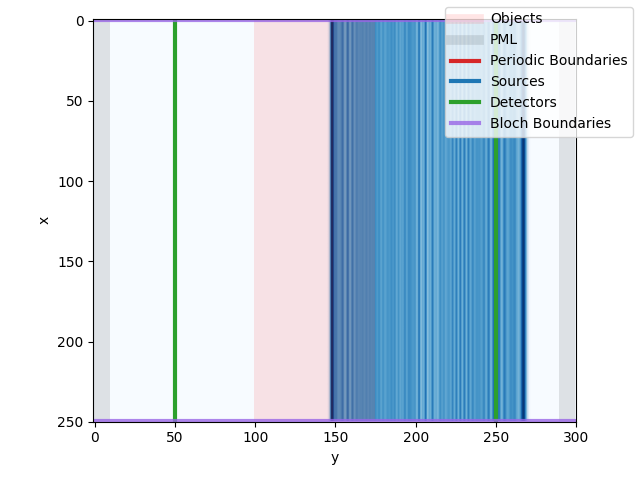 Objects
PML
Periodic Boundaries
Sources
Detectors
Bloch Boundaries
0
50
100
150
200
250
x
0
50
100
150
200
250
300
y